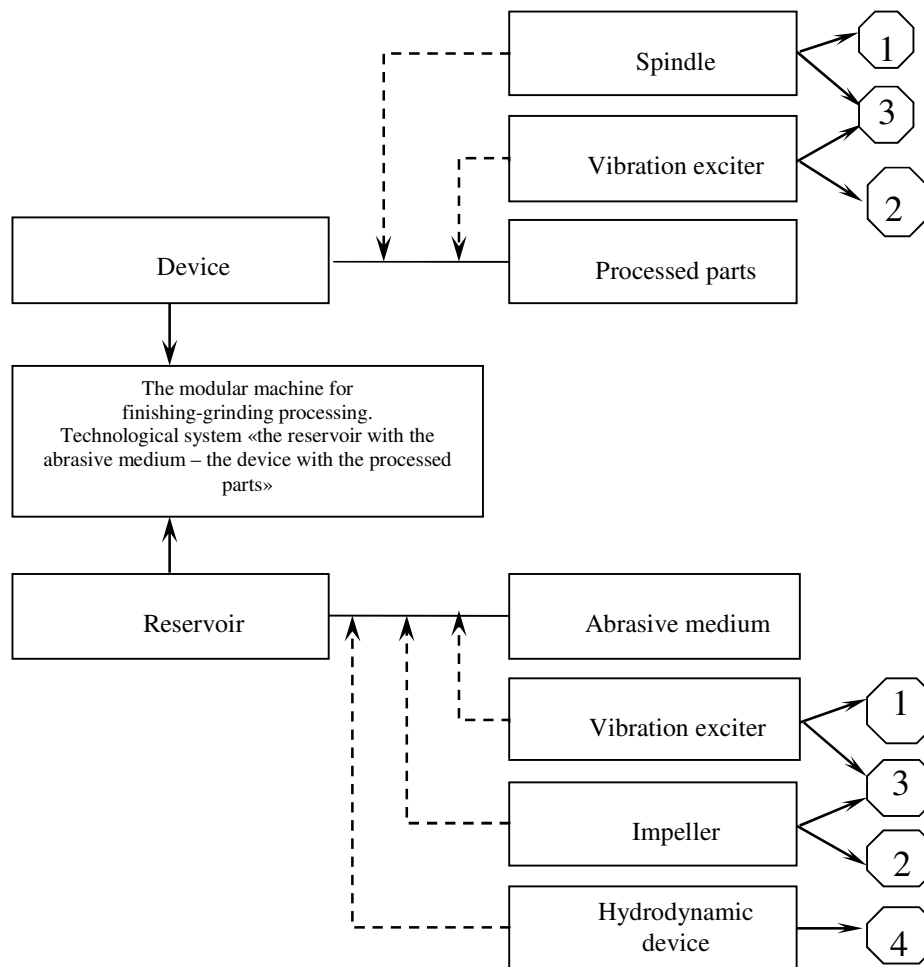 Spindle
1
3
Vibration exciter
2
Device
Processed parts
The modular machine for
finishing-grinding processing.
Technological system «the reservoir with the
abrasive medium – the device with the processed
parts»
Reservoir
Abrasive medium
Vibration exciter
1
3
Impeller
2
Hydrodynamic
device
4